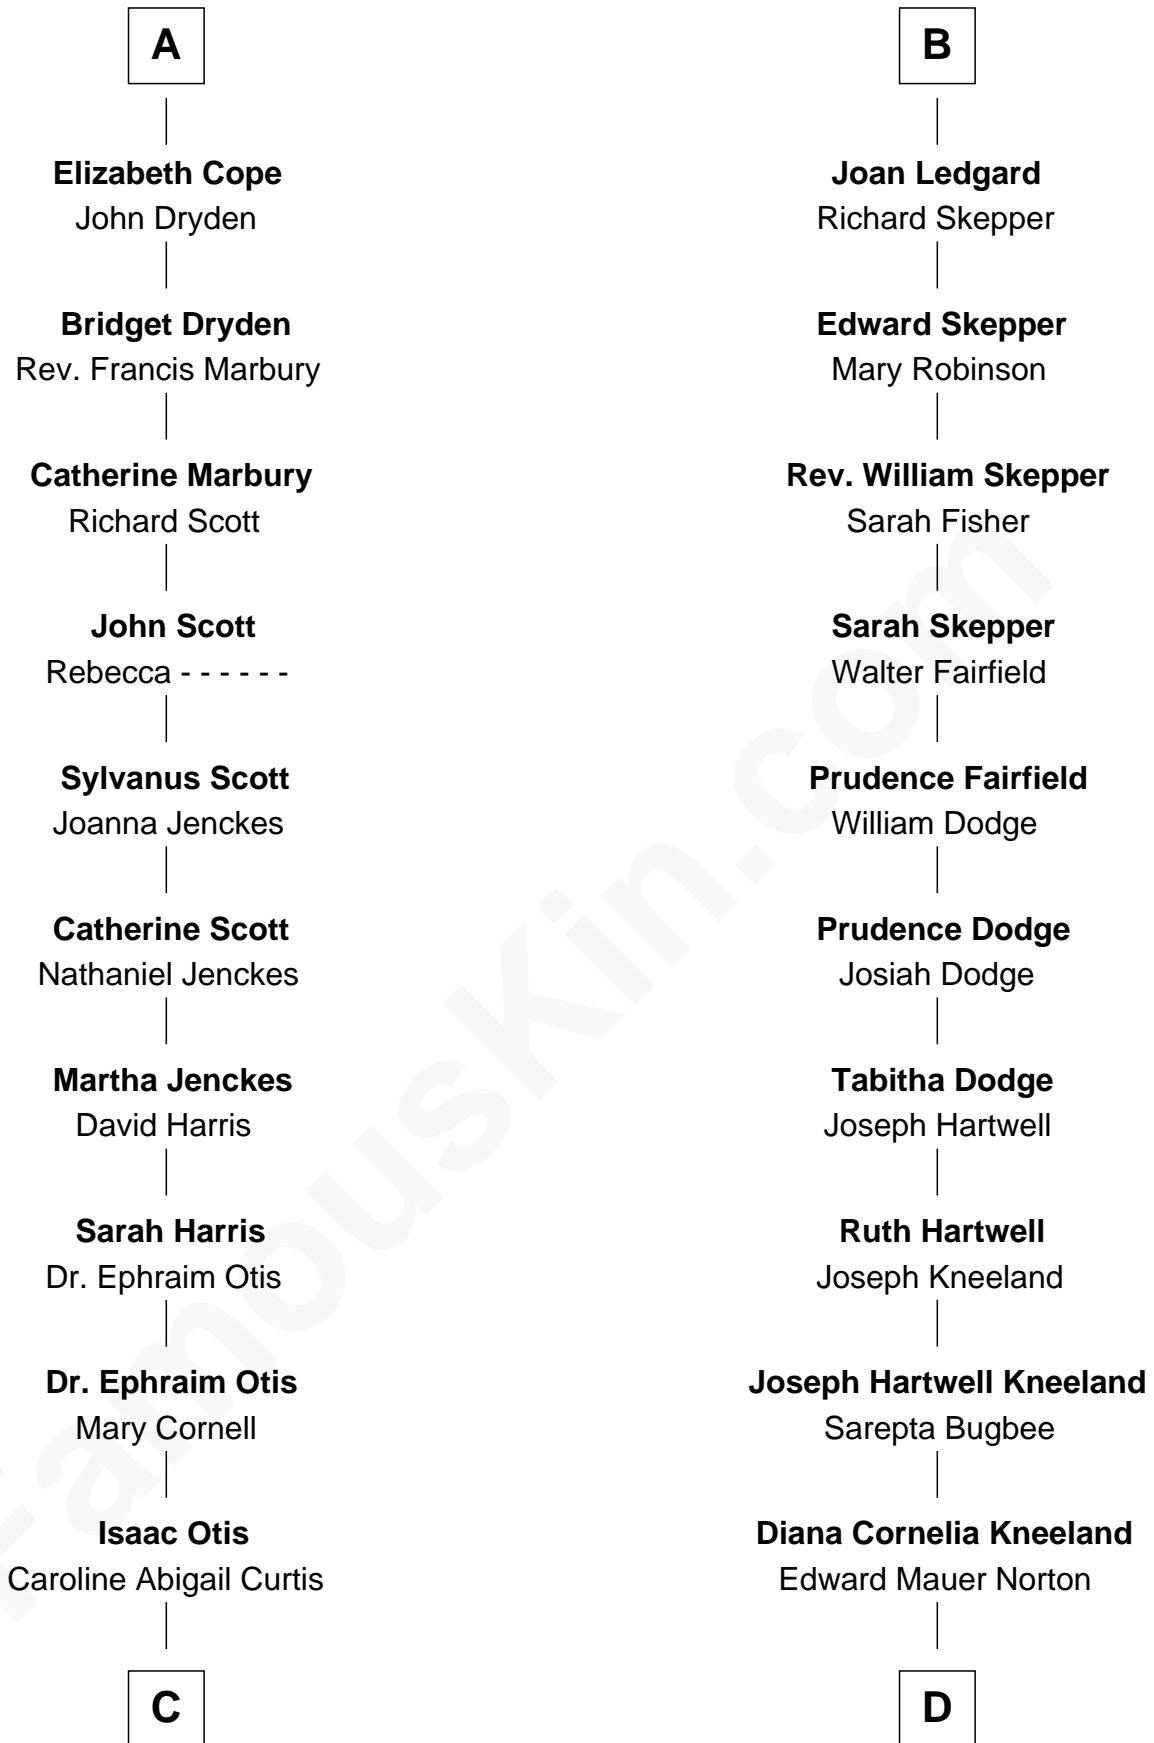 A
Elizabeth Cope
John Dryden
Bridget Dryden
Rev. Francis Marbury
Catherine Marbury
Richard Scott
John Scott
Rebecca - - - - - -
Sylvanus Scott
Joanna Jenckes
Catherine Scott
Nathaniel Jenckes
Martha Jenckes
David Harris
Sarah Harris
Dr. Ephraim Otis
Dr. Ephraim Otis
Mary Cornell
Isaac Otis
Caroline Abigail Curtis
C
B
Joan Ledgard
Richard Skepper
Edward Skepper
Mary Robinson
Rev. William Skepper
Sarah Fisher
Sarah Skepper
Walter Fairfield
Prudence Fairfield
William Dodge
Prudence Dodge
Josiah Dodge
Tabitha Dodge
Joseph Hartwell
Ruth Hartwell
Joseph Kneeland
Joseph Hartwell Kneeland
Sarepta Bugbee
Diana Cornelia Kneeland
Edward Mauer Norton
D
FamousKin.com